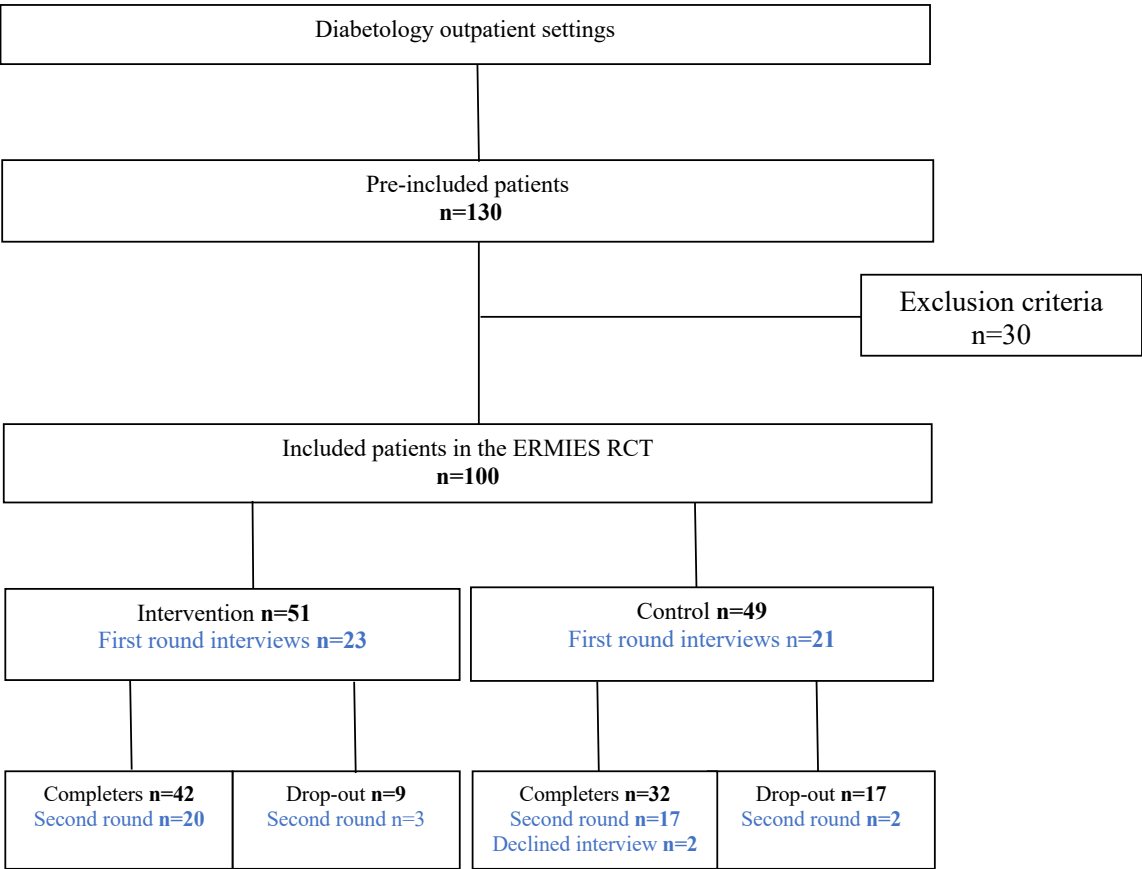 Diabetology outpatient settings
Pre-included patients
n=130
Exclusion criteria
n=30
Included patients in the ERMIES RCT
n=100
Intervention n=51
First round interviews n=23
Control n=49
First round interviews n=21
Completers n=42
Second round n=20
Drop-out n=9
Second round n=3
Completers n=32
Second round n=17
Declined interview n=2
Drop-out n=17
Second round n=2